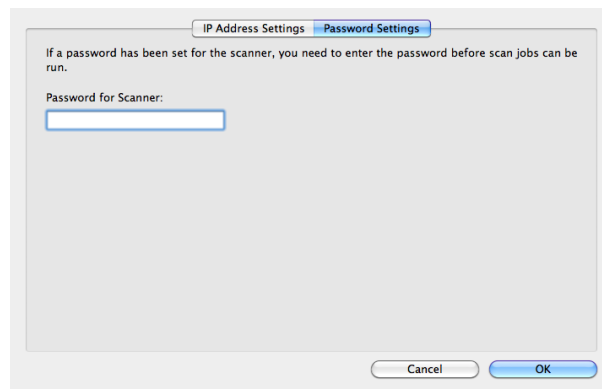 IP Address Settings Password Settings
If a password has been set for the scanner, you need to enter the password before scan jobs can be
run.
Password for Scanner:
Cancel OK